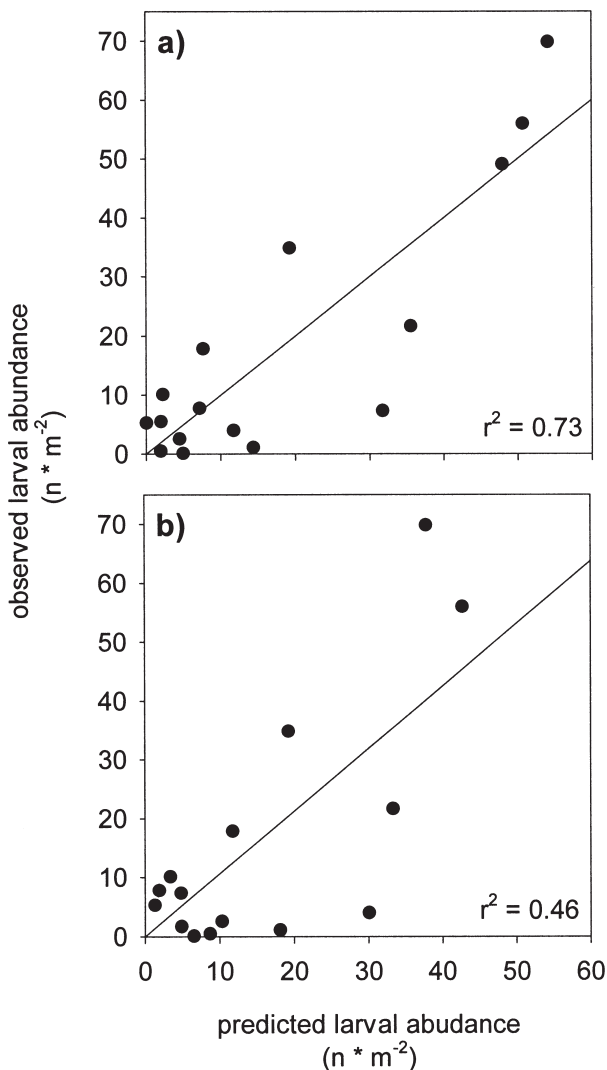 a)
70
60
50
40
30
20
10
0
r² = 0.73
observed larval abundance
(n * m⁻²)
b)
70
60
50
40
30
20
10
0
r² = 0.46
0 10 20 30 40 50 60
predicted larval abudance
(n * m⁻²)